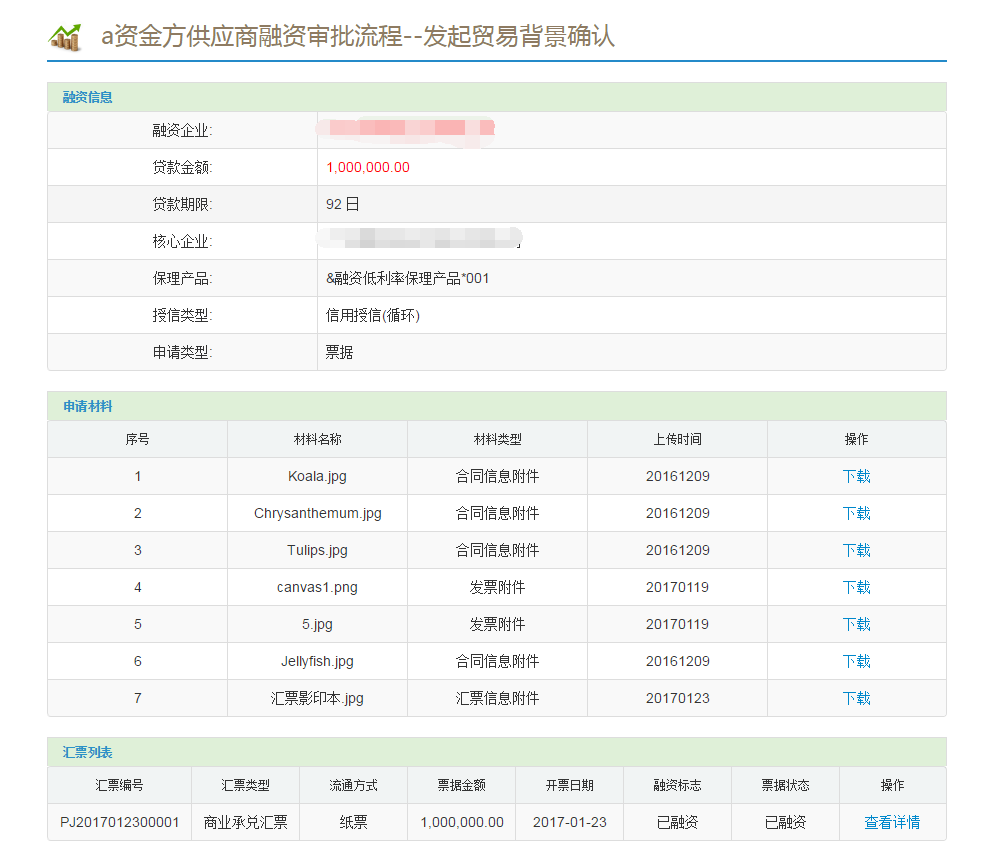 a资金方供应商融资审批流程--发起贸易背景确认
融资信息
融资企业:
贷款金额: 1,000,000.00
贷款期限: 92 日
核心企业:
保理产品: &融资低利率保理产品*001
授信类型: 信用授信(循环)
申请类型: 票据
申请材料
序号 材料名称 材料类型 上传时间 操作
1 Koala.jpg 合同信息附件 20161209 下载
2 Chrysanthemum.jpg 合同信息附件 20161209 下载
3 Tulips.jpg 合同信息附件 20161209 下载
4 canvas1.png 发票附件 20170119 下载
5 5.jpg 发票附件 20170119 下载
6 Jellyfish.jpg 合同信息附件 20161209 下载
7 汇票影印本.jpg 汇票信息附件 20170123 下载
汇票列表
汇票编号 汇票类型 流通方式 票据金额 开票日期 融资标志 票据状态 操作
PJ2017012300001 商业承兑汇票 纸票 1,000,000.00 2017-01-23 已融资 已融资 查看详情